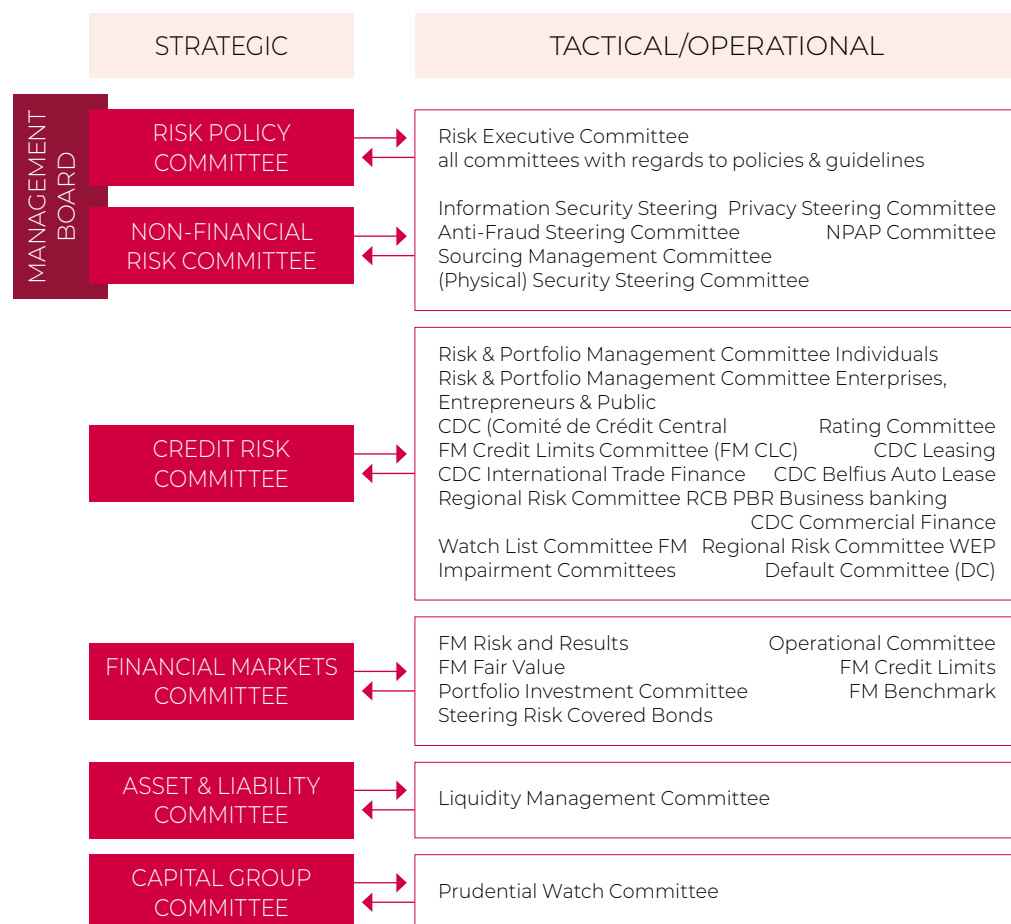 STRATEGIC
TACTICAL/OPERATIONAL
MANAGEMENT
BOARD
RISK POLICY
COMMITTEE
Risk Executive Committee
all committees with regards to policies & guidelines
NON-FINANCIAL
RISK COMMITTEE
Information Security Steering Privacy Steering Committee
Anti-Fraud Steering Committee NPAP Committee
Sourcing Management Committee
(Physical) Security Steering Committee
CREDIT RISK
COMMITTEE
Risk & Portfolio Management Committee Individuals
Risk & Portfolio Management Committee Enterprises,
Entrepreneurs & Public
CDC (Comité de Crédit Central Rating Committee
FM Credit Limits Committee (FM CLC) CDC Leasing
CDC International Trade Finance CDC Belfius Auto Lease
Regional Risk Committee RCB PBR Business banking
CDC Commercial Finance
Watch List Committee FM Regional Risk Committee WEP
Impairment Committees Default Committee (DC)
FINANCIAL MARKETS
COMMITTEE
FM Risk and Results Operational Committee
FM Fair Value FM Credit Limits
Portfolio Investment Committee FM Benchmark
Steering Risk Covered Bonds
ASSET & LIABILITY
COMMITTEE
Liquidity Management Committee
CAPITAL GROUP
COMMITTEE
Prudential Watch Committee